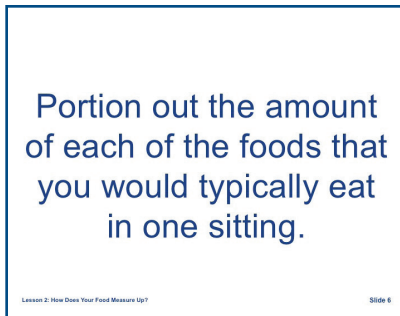 Portion out the amount
of each of the foods that
you would typically eat
in one sitting.
Lesson 2: How Does Your Food Measure Up?
Slide 6